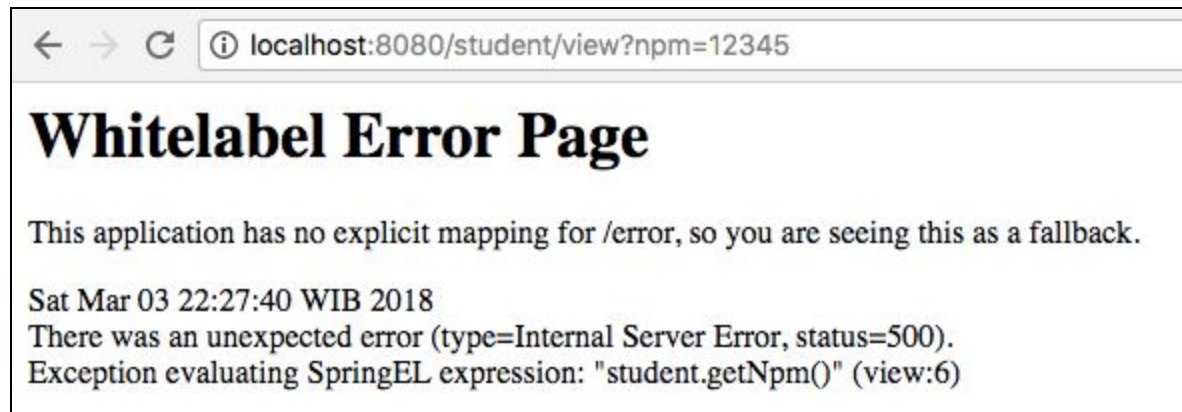 localhost:8080/student/view?npm=12345
Whitelabel Error Page
This application has no explicit mapping for /error, so you are seeing this as a fallback.
Sat Mar 03 22:27:40 WIB 2018
There was an unexpected error (type=Internal Server Error, status=500).
Exception evaluating SpringEL expression: "student.getNpm()" (view:6)